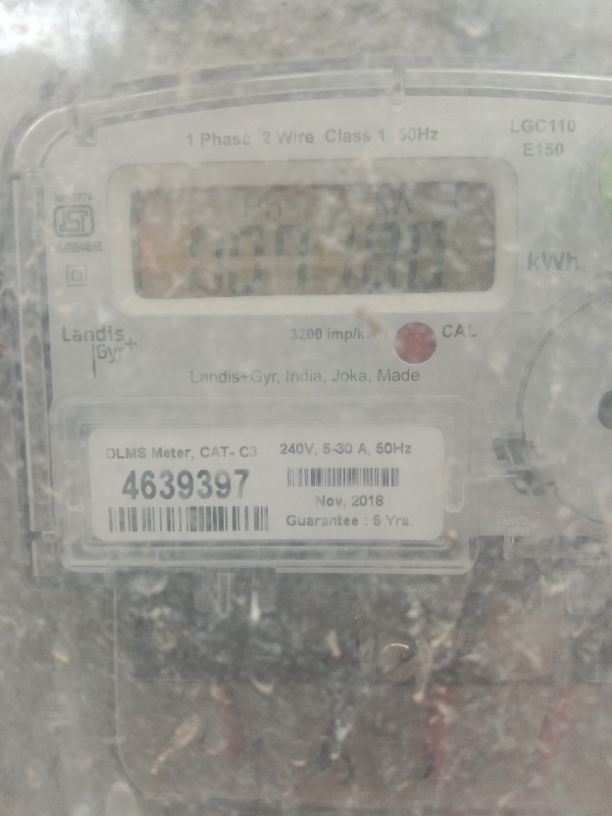 1 Phase 2 Wire Class 1 50Hz
LGC110
E150
kWh
Landis
Gyr+
3200 imp/k
CAL
Landis+Gyr, India, Joka, Made
DLMS Meter, CAT- C3
4639397
240V, 5-30 A, 50Hz
Nov, 2018
Guarantee : 5 Yrs.